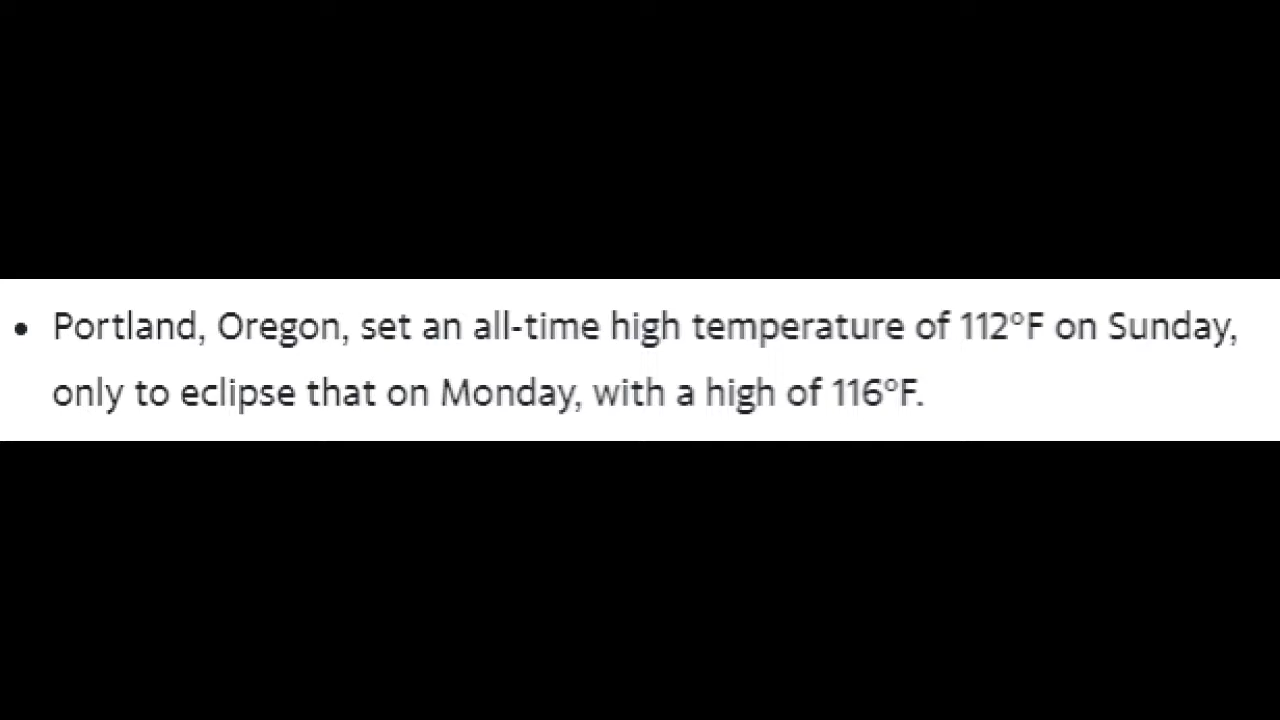 • Portland, Oregon, set an all-time high temperature of 112°F on Sunday,
only to eclipse that on Monday, with a high of 116°F.